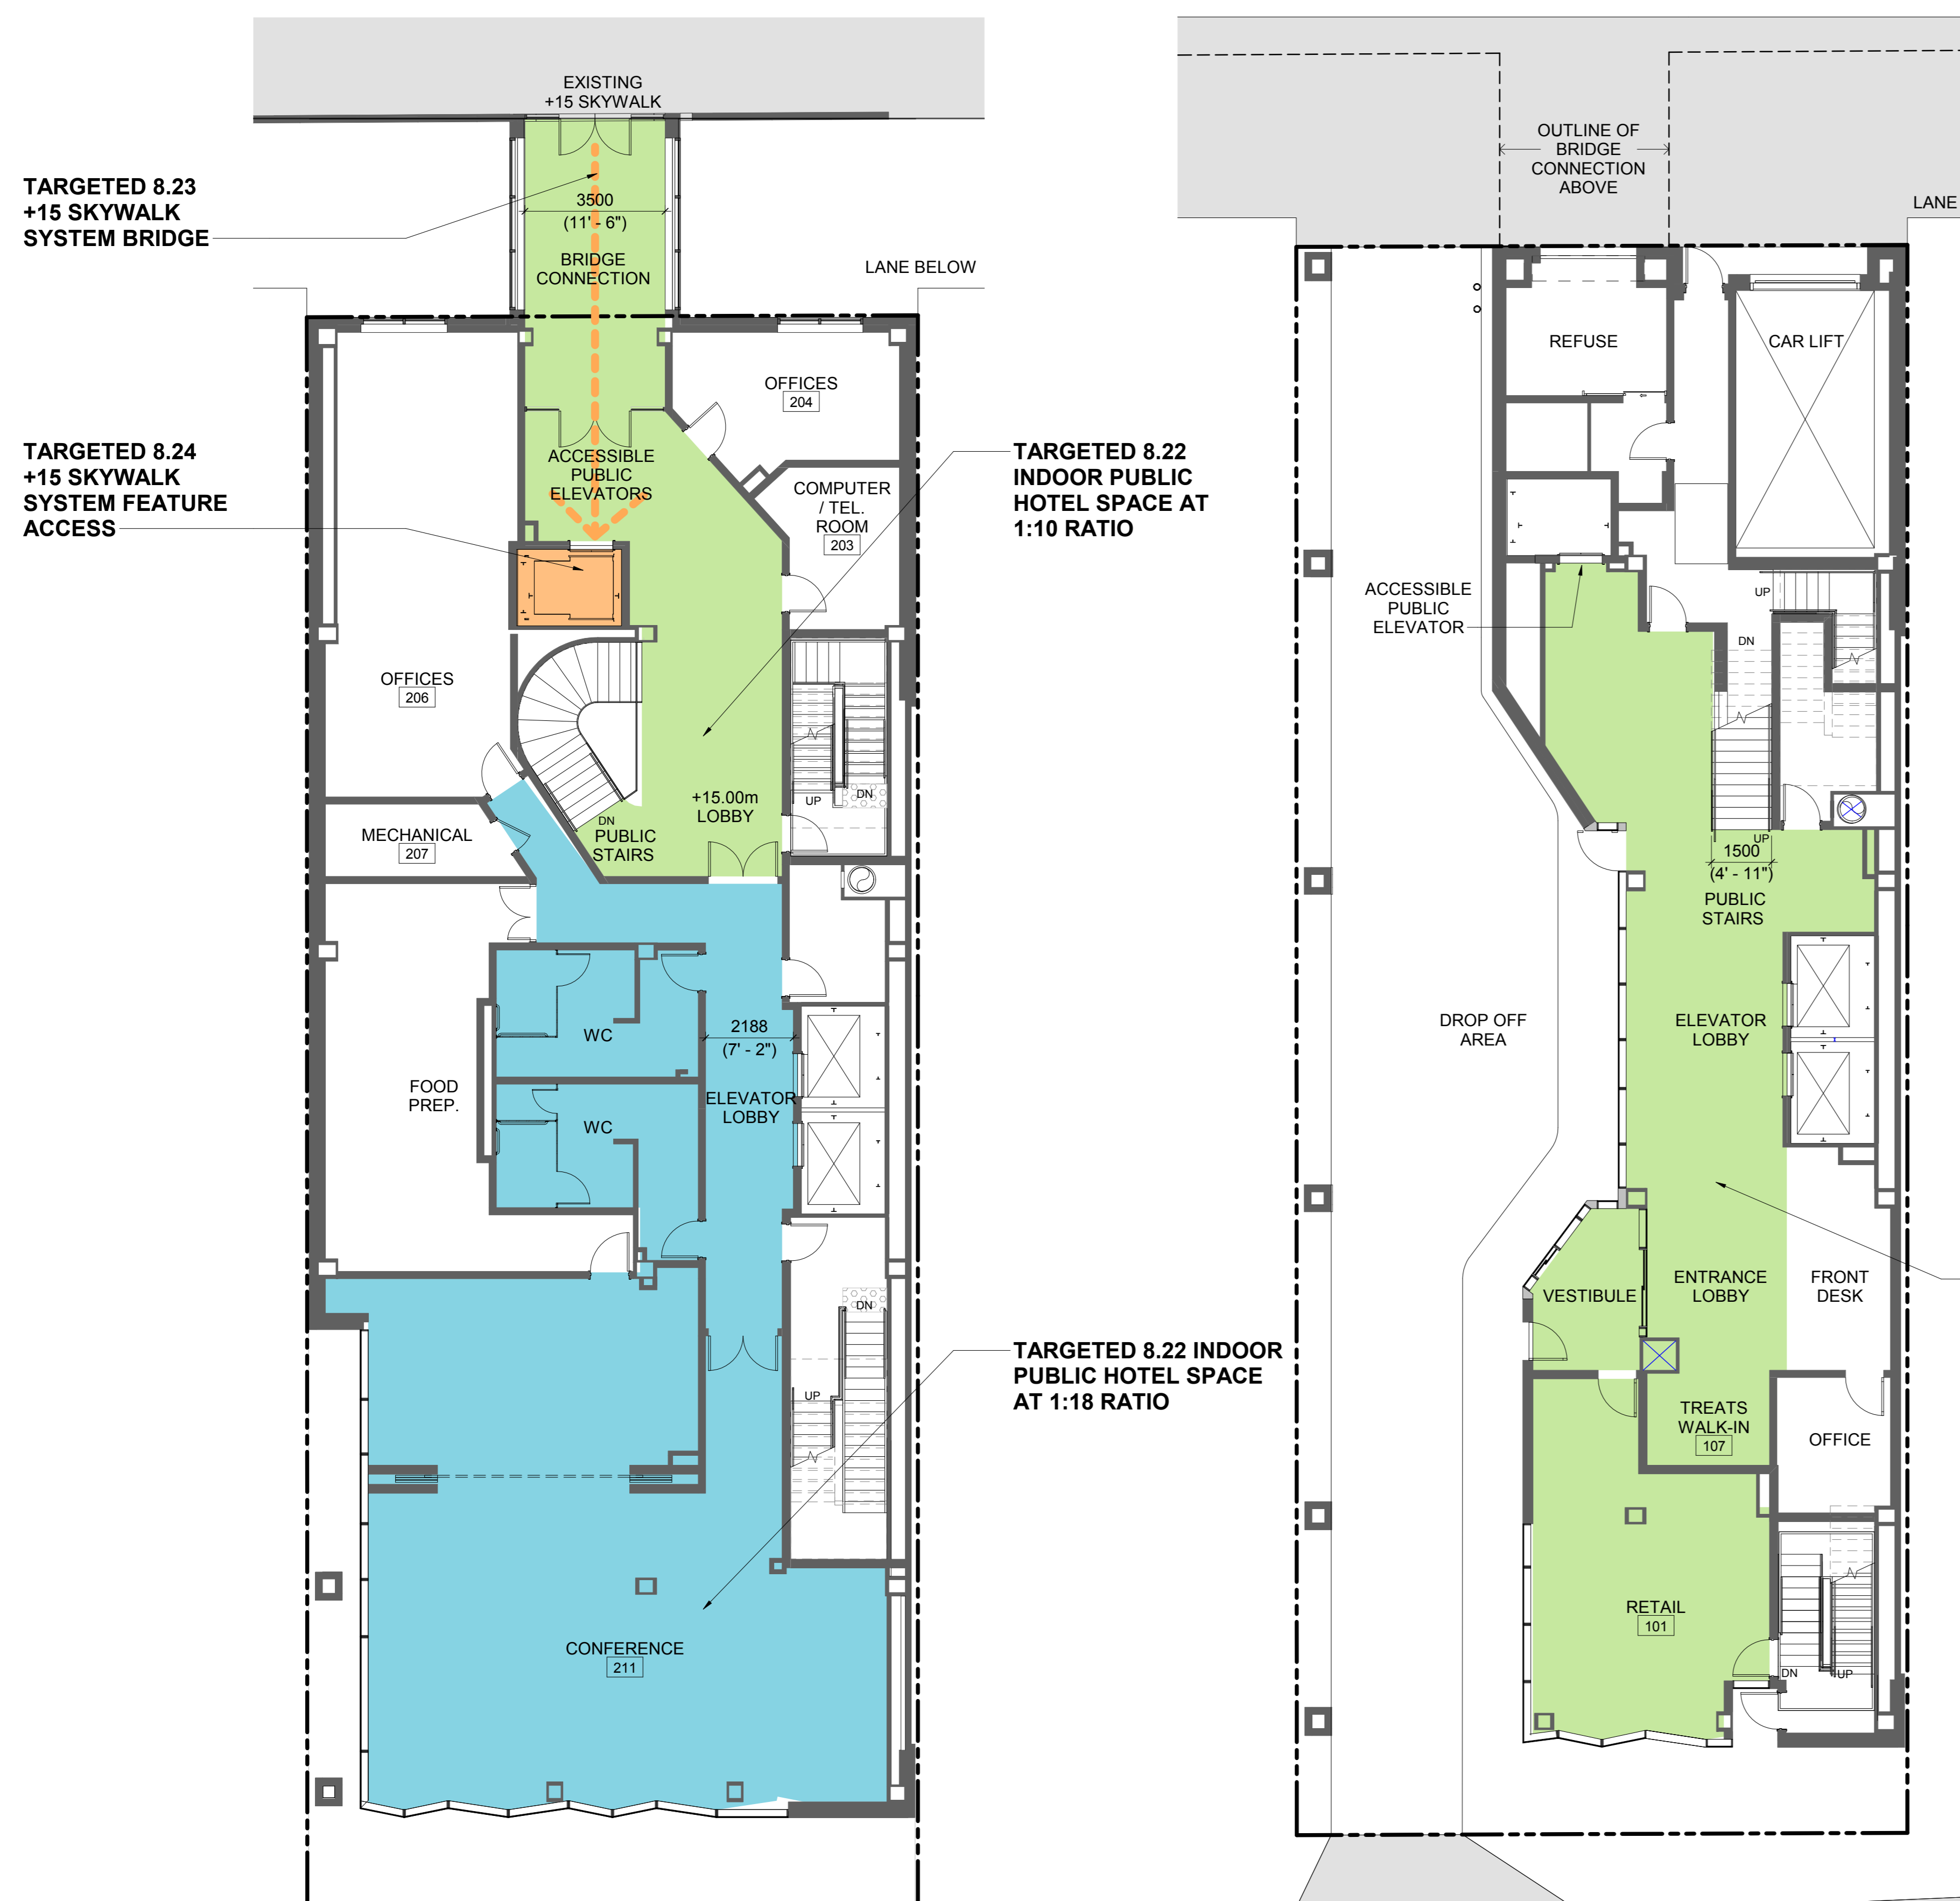 EXISTING
+15 SKYWALK
TARGETED 8.23
+15 SKYWALK
SYSTEM BRIDGE
3500
(11' - 6")
BRIDGE
CONNECTION
LANE BELOW
OFFICES
204
TARGETED 8.24
+15 SKYWALK
SYSTEM FEATURE
ACCESS
ACCESSIBLE
PUBLIC
ELEVATORS
COMPUTER
/ TEL.
ROOM
203
TARGETED 8.22
INDOOR PUBLIC
HOTEL SPACE AT
1:10 RATIO
OFFICES
206
+15.00m
LOBBY
UP
DN
DN
PUBLIC
STAIRS
MECHANICAL
207
WC
2188
(7' - 2")
FOOD
PREP.
ELEVATOR
LOBBY
WC
DN
UP
TARGETED 8.22 INDOOR
PUBLIC HOTEL SPACE
AT 1:18 RATIO
CONFERENCE
211
OUTLINE OF
BRIDGE
CONNECTION
ABOVE
LANE
REFUSE
CAR LIFT
ACCESSIBLE
PUBLIC
ELEVATOR
UP
DN
UP
1500
(4' - 11")
PUBLIC
STAIRS
DROP OFF
AREA
ELEVATOR
LOBBY
VESTIBULE
ENTRANCE
LOBBY
FRONT
DESK
TREATS
WALK-IN
107
OFFICE
RETAIL
101
DN
UP